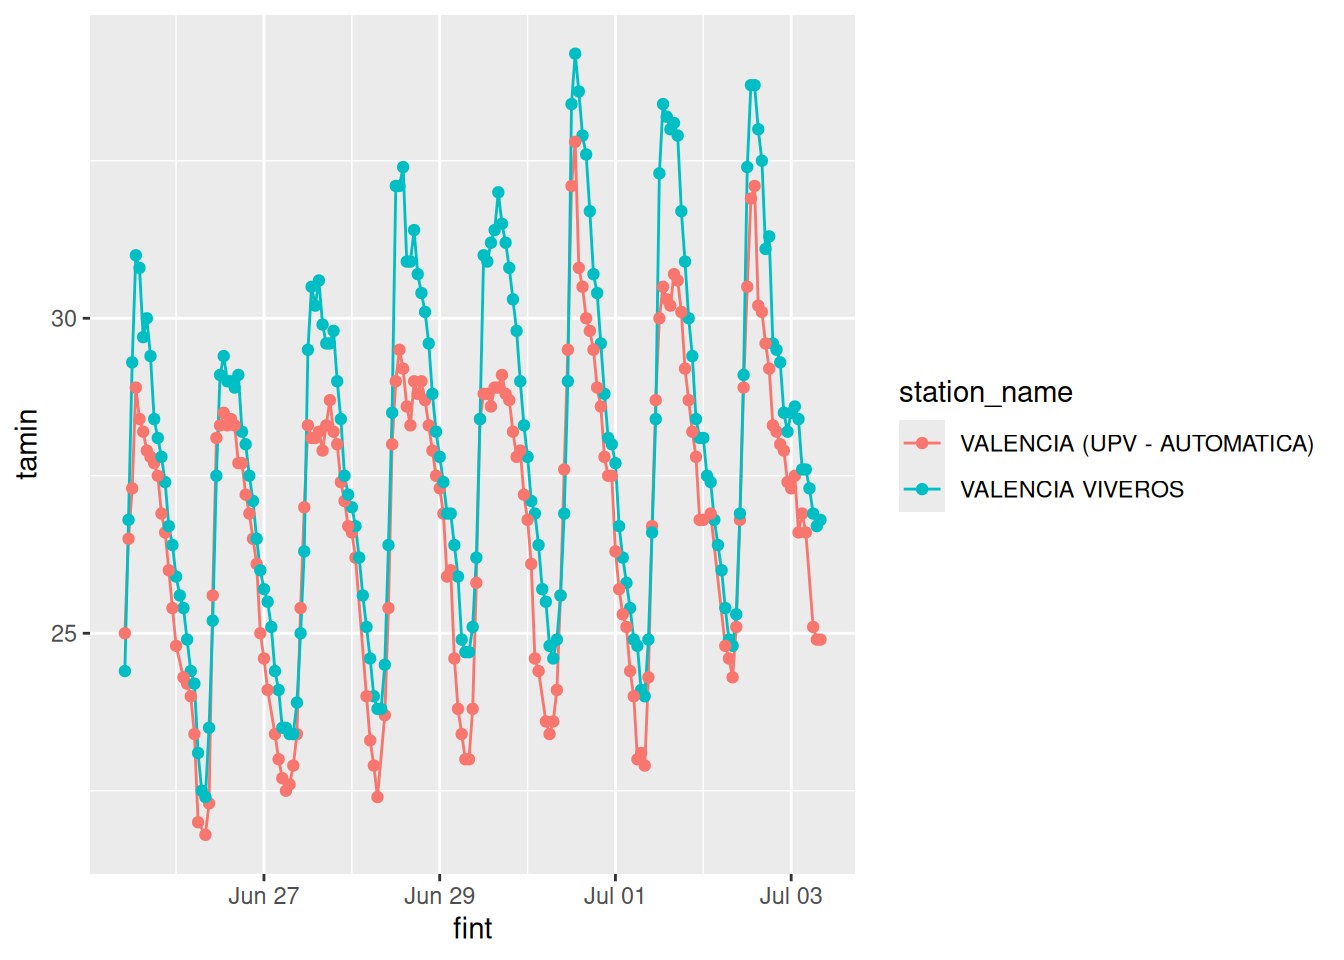 30
25
tamin
Jun 27
Jun 29
Jul 01
Jul 03
fint
station_name
VALENCIA (UPV - AUTOMATICA)
VALENCIA VIVEROS